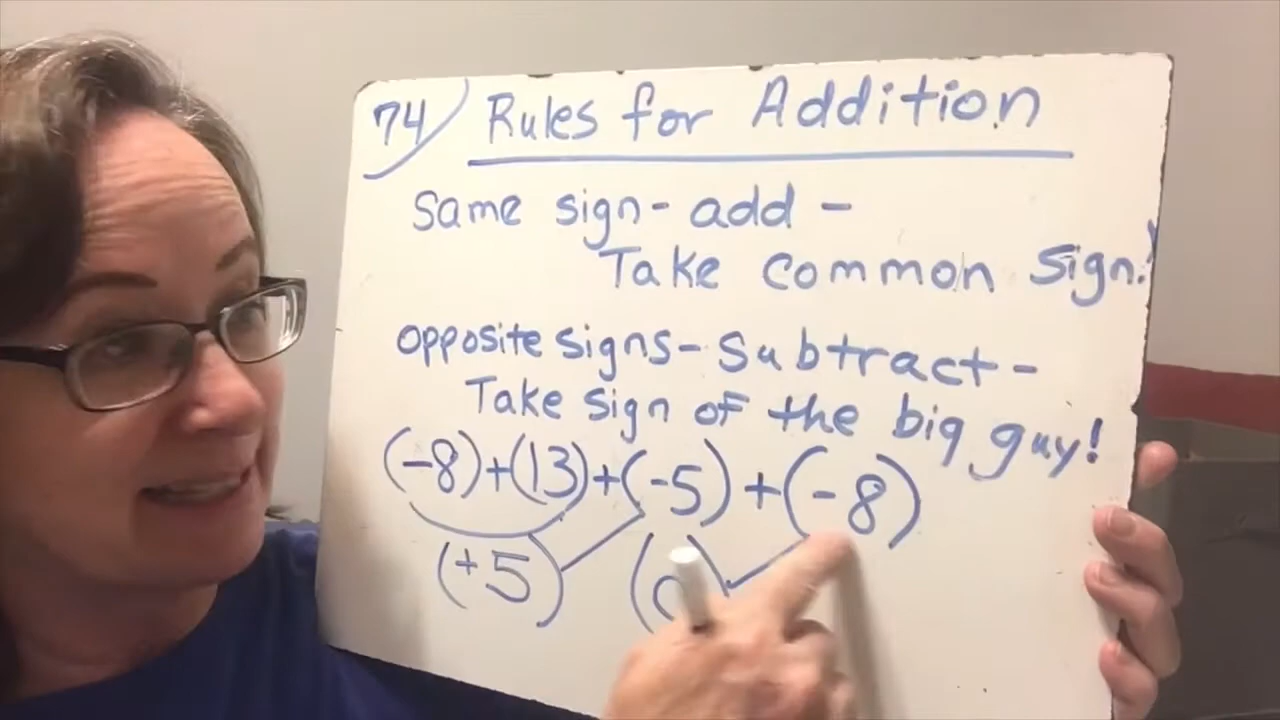 74) Rules for Addition
Same sign - add -
Take common sign!
opposite signs - subtract -
Take sign of the big guy!
(-8)+(13)+(-5)+(-8)
(+5) (